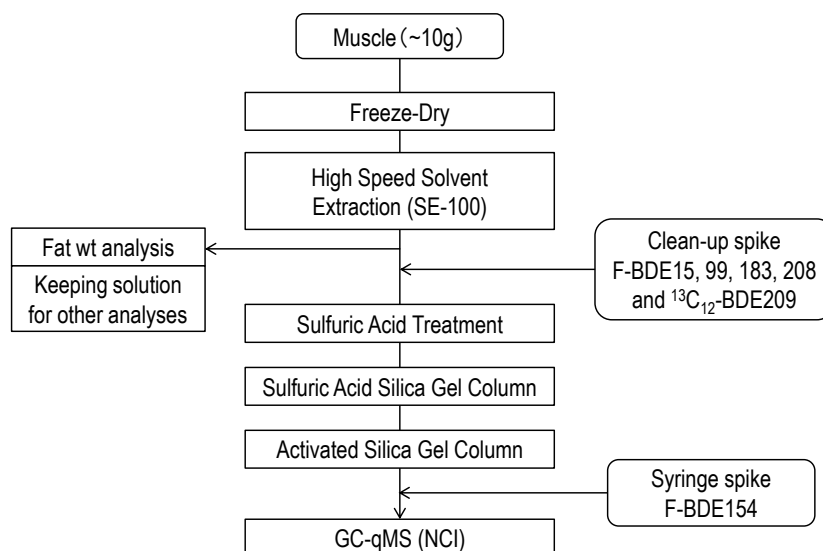 Muscle（~10g）
Freeze-Dry
High Speed Solvent
Extraction (SE-100)
Fat wt analysis
Keeping solution
for other analyses
Clean-up spike
F-BDE15, 99, 183, 208
and ¹³C₁₂-BDE209
Sulfuric Acid Treatment
Sulfuric Acid Silica Gel Column
Activated Silica Gel Column
Syringe spike
F-BDE154
GC-qMS (NCI)